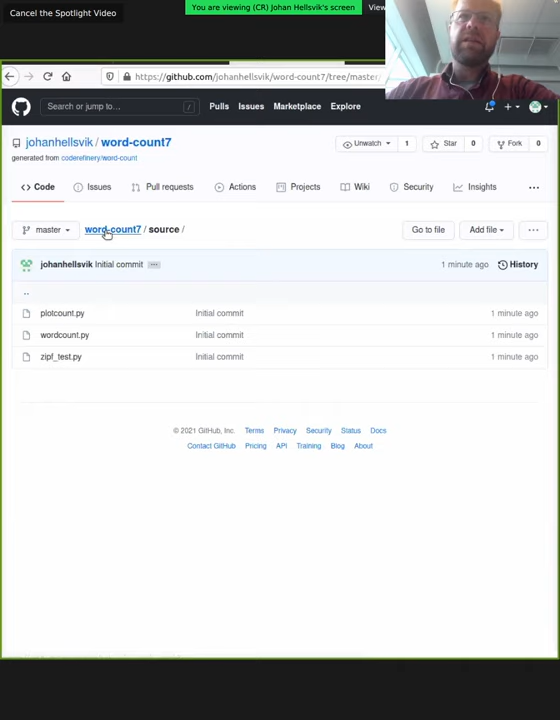 Cancel the Spotlight Video
You are viewing (CR) Johan Hellsvik's screen
View
https://github.com/johanhellsvik/word-count7/tree/master/
Search or jump to…
/
Pulls
Issues
Marketplace
Explore
johanhellsvik / word-count7
generated from coderefinery/word-count
Unwatch
1
Star
0
Fork
0
Code
Issues
Pull requests
Actions
Projects
Wiki
Security
Insights
master
word-count7 / source /
Go to file
Add file
johanhellsvik Initial commit
1 minute ago
History
..
plotcount.py
Initial commit
1 minute ago
wordcount.py
Initial commit
1 minute ago
zipf_test.py
Initial commit
1 minute ago
© 2021 GitHub, Inc.
Terms
Privacy
Security
Status
Docs
Contact GitHub
Pricing
API
Training
Blog
About